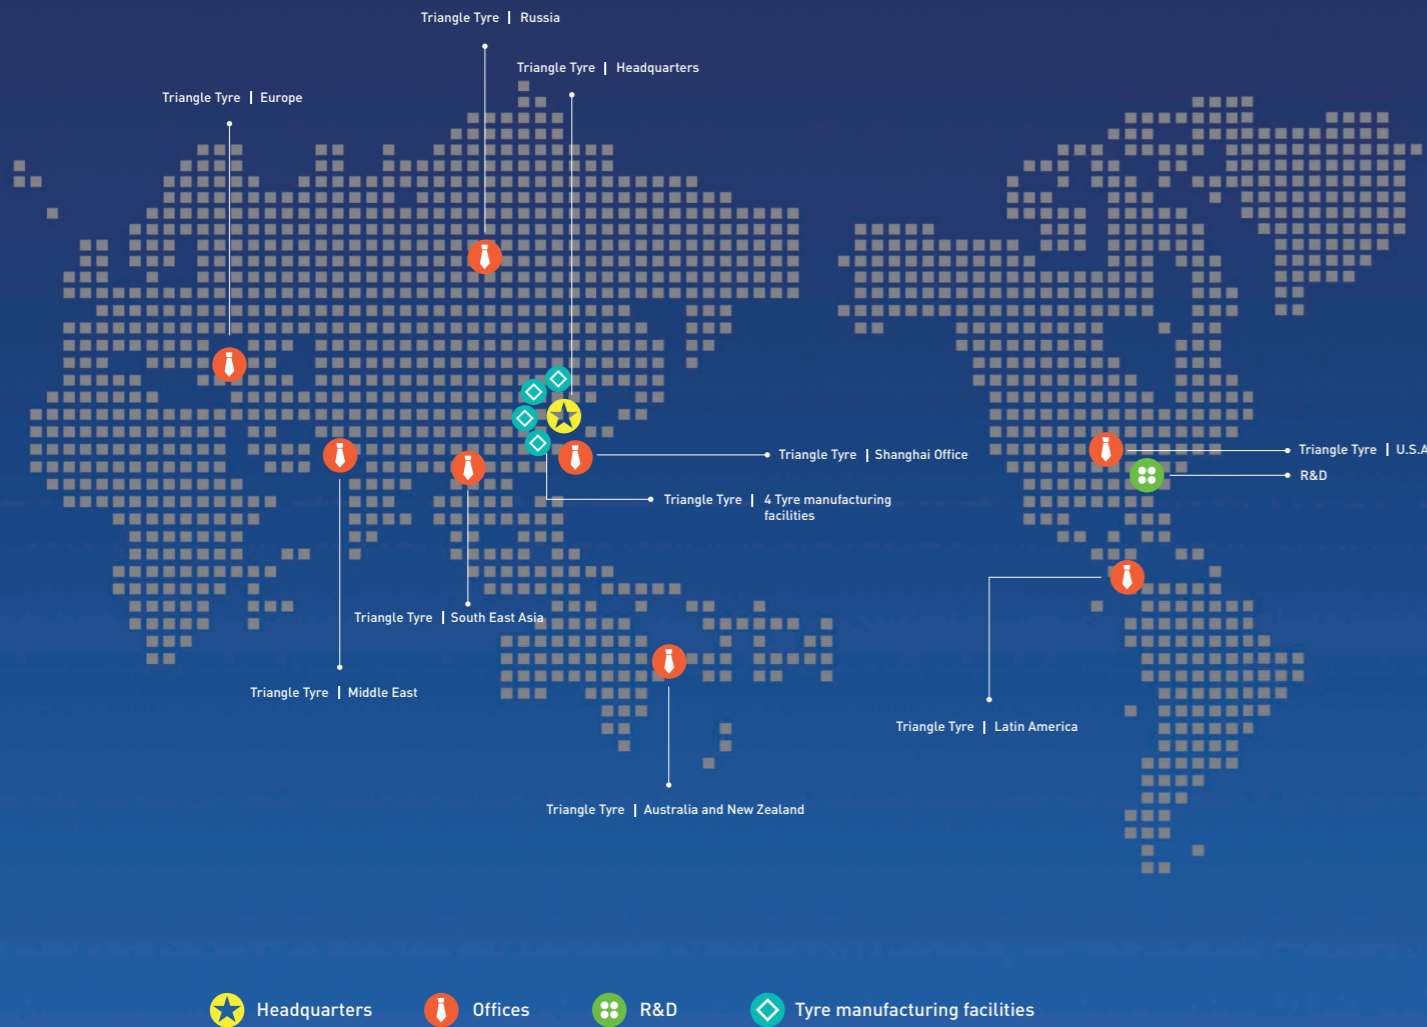 Triangle Tyre | Russia
Triangle Tyre | Headquarters
Triangle Tyre | Europe
Triangle Tyre | U.S.A
Triangle Tyre | Shanghai Office
R&D
Triangle Tyre | 4 Tyre manufacturing
facilities
Triangle Tyre | South East Asia
Triangle Tyre | Middle East
Triangle Tyre | Latin America
Triangle Tyre | Australia and New Zealand
Headquarters
Offices
R&D
Tyre manufacturing facilities